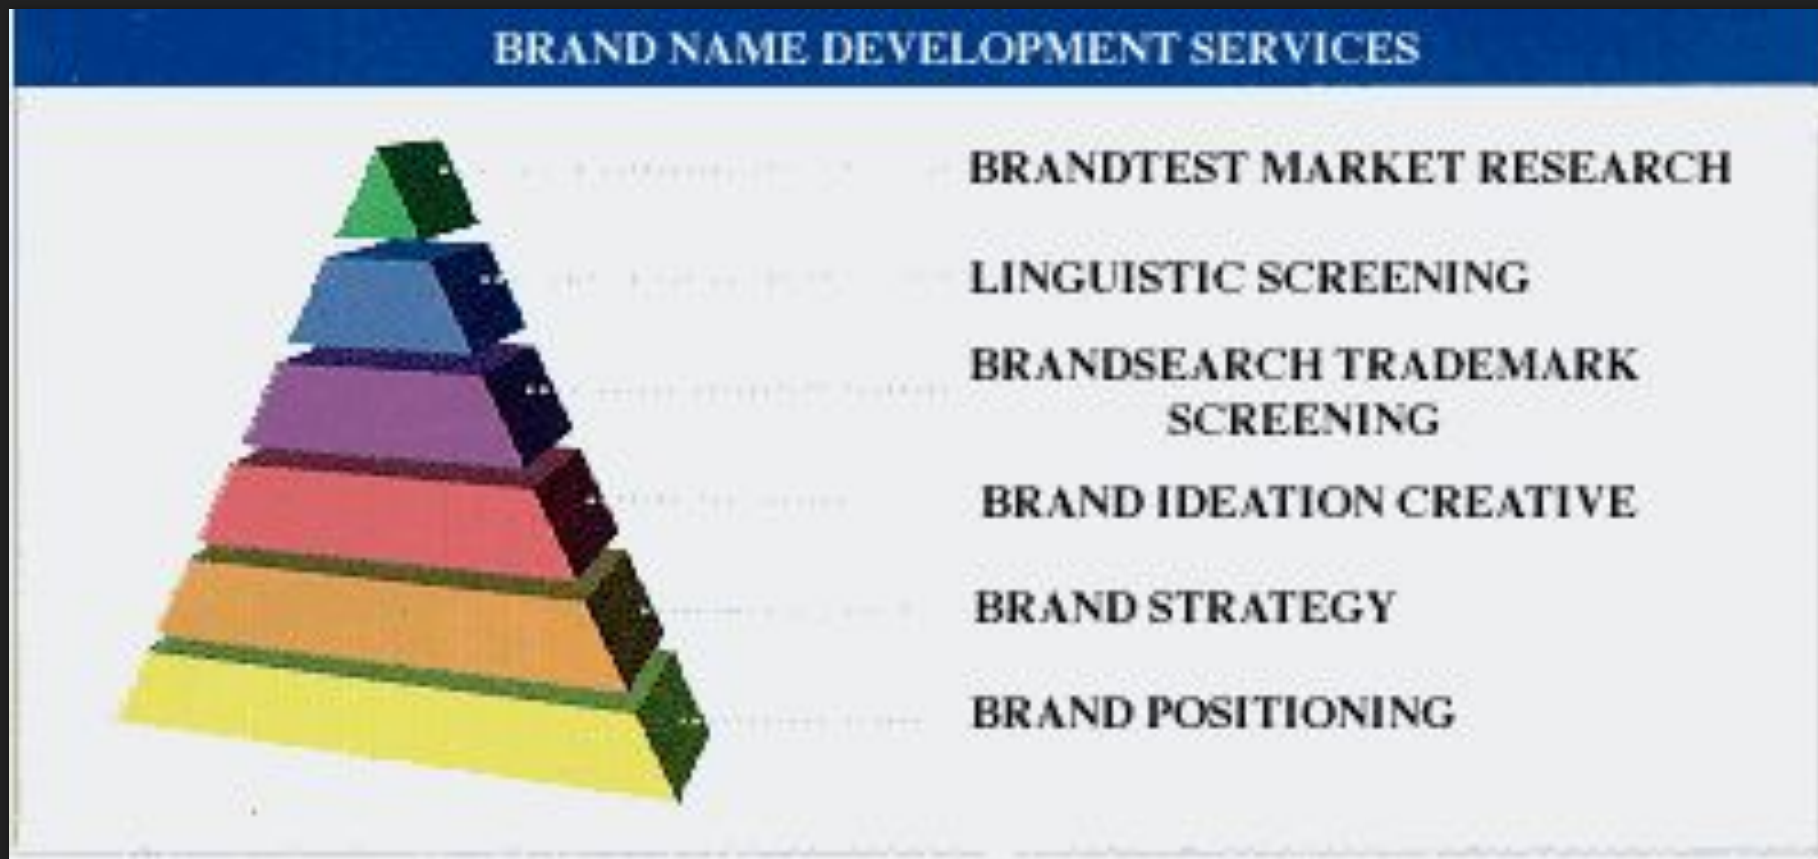 BRAND NAME DEVELOPMENT SERVICES
BRANDTEST MARKET RESEARCH
LINGUISTIC SCREENING
BRANDSEARCH TRADEMARK
SCREENING
BRAND IDEATION CREATIVE
BRAND STRATEGY
BRAND POSITIONING